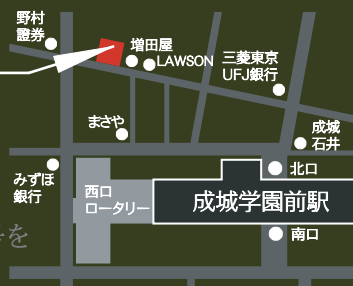 野村
證券
増田屋
LAWSON
三菱東京
UFJ銀行
まさや
成城
石井
みずほ
銀行
西口
ロータリー
北口
成城学園前駅
南口
を